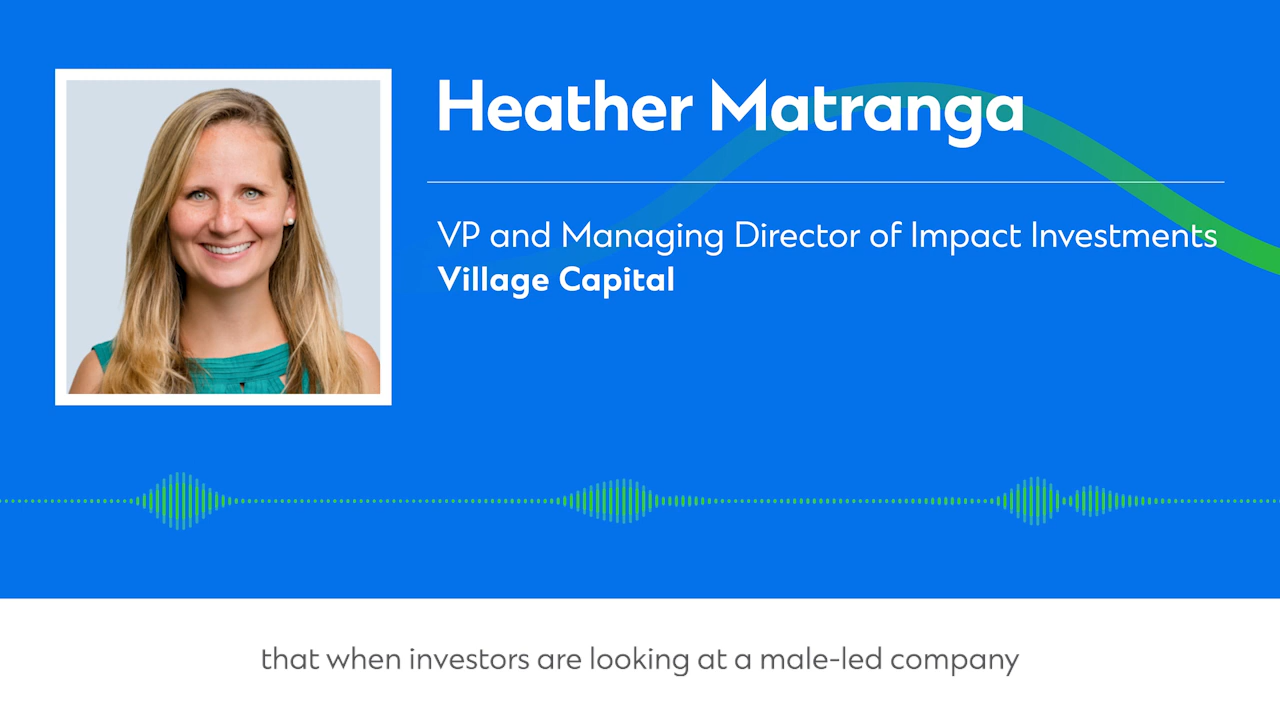 Heather Matranga
VP and Managing Director of Impact Investments
Village Capital
that when investors are looking at a male-led company